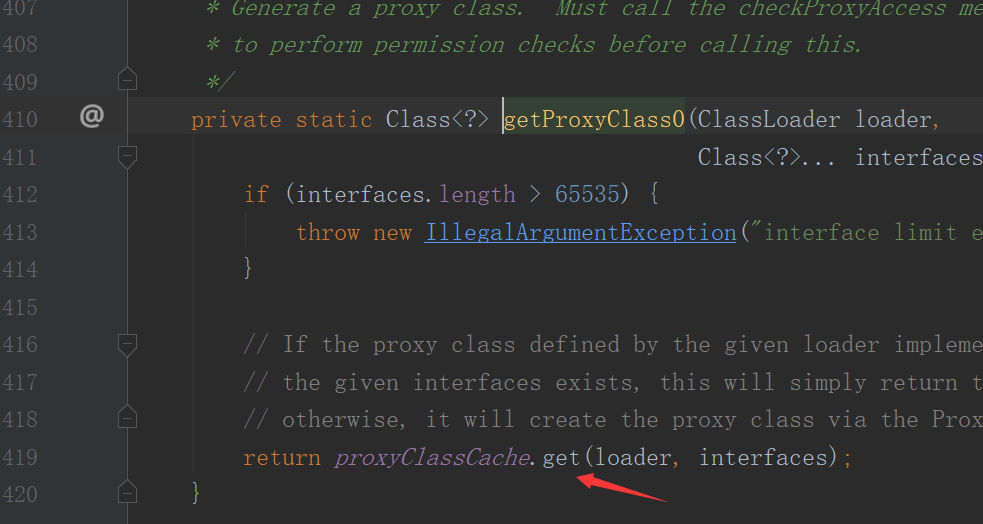 407 * Generate a proxy class.  Must call the checkProxyAccess me
408 * to perform permission checks before calling this.
409 */
410 @ private static Class<?> getProxyClass0(ClassLoader loader,
411 Class<?>... interfaces
412 if (interfaces.length > 65535) {
413 throw new IllegalArgumentException("interface limit e
414 }
415
416 // If the proxy class defined by the given loader impleme
417 // the given interfaces exists, this will simply return t
418 // otherwise, it will create the proxy class via the Prox
419 return proxyClassCache.get(loader, interfaces);
420 }